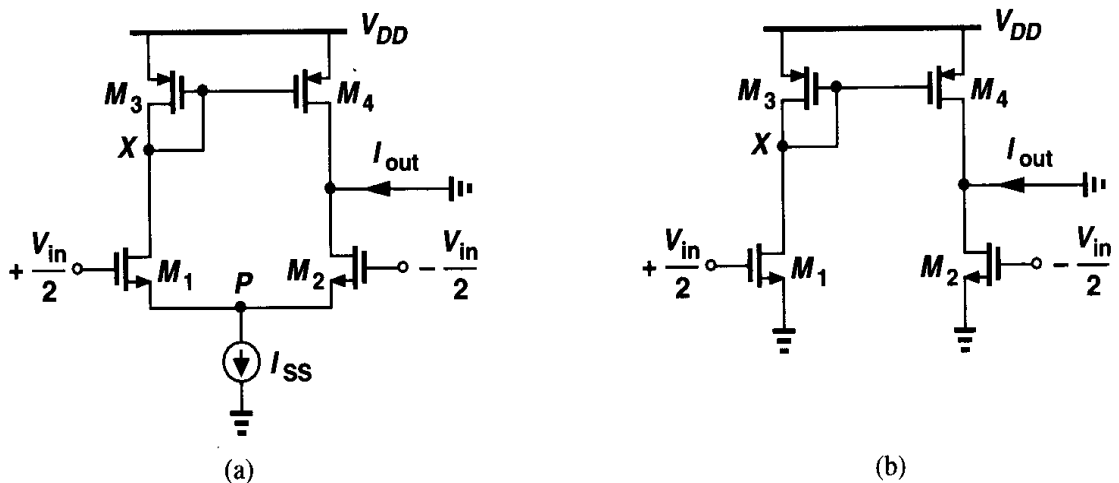 V_DD
M_3
M_4
X
I_out
+ V_in/2
M_1
P
M_2
- V_in/2
I_SS
(a)
V_DD
M_3
M_4
X
I_out
+ V_in/2
M_1
M_2
- V_in/2
(b)